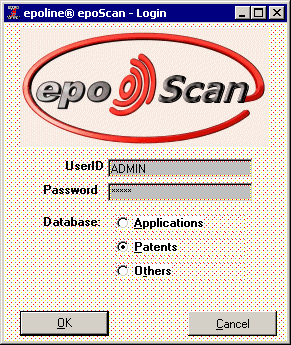 epoline® epoScan - Login
epo Scan
UserID ADMIN
Password *****
Database: Applications
Patents
Others
OK Cancel